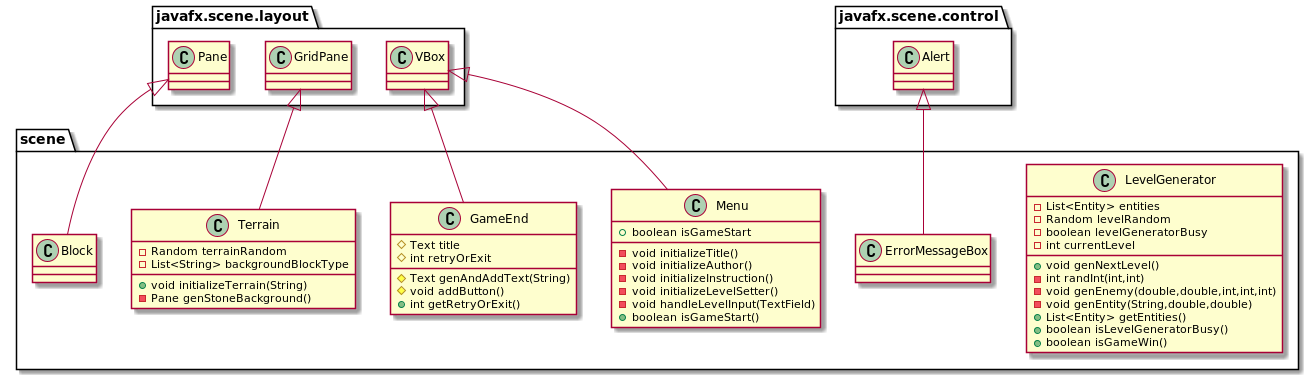 javafx.scene.layout
C Pane
C GridPane
C VBox
javafx.scene.control
C Alert
scene
C Block
C Terrain
Random terrainRandom
List<String> backgroundBlockType
void initializeTerrain(String)
Pane genStoneBackground()
C GameEnd
Text title
int retryOrExit
Text genAndAddText(String)
void addButton()
int getRetryOrExit()
C Menu
boolean isGameStart
void initializeTitle()
void initializeAuthor()
void initializeInstruction()
void initializeLevelSetter()
void handleLevelInput(TextField)
boolean isGameStart()
C ErrorMessageBox
C LevelGenerator
List<Entity> entities
Random levelRandom
boolean levelGeneratorBusy
int currentLevel
void genNextLevel()
int randInt(int,int)
void genEnemy(double,double,int,int,int)
void genEntity(String,double,double)
List<Entity> getEntities()
boolean isLevelGeneratorBusy()
boolean isGameWin()